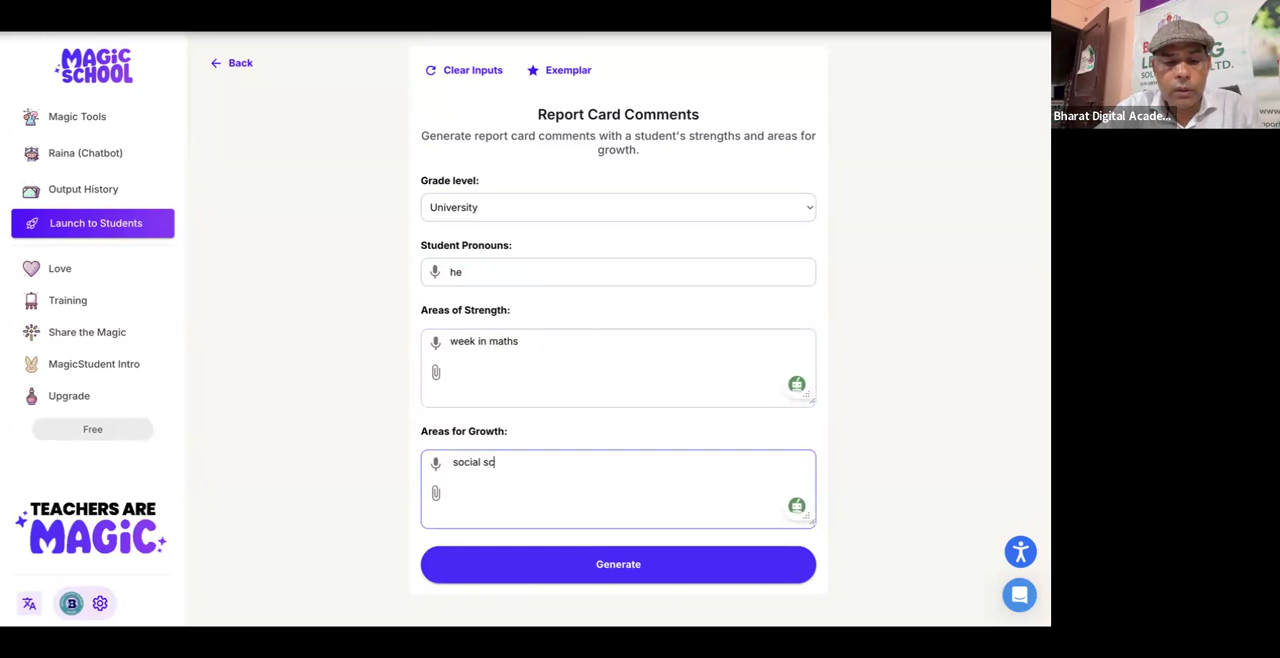 MAGIC
SCHOOL
Magic Tools
Raina (Chatbot)
Output History
Launch to Students
Love
Training
Share the Magic
MagicStudent Intro
Upgrade
Free
TEACHERS ARE
MAGIC
Back
Clear Inputs
Exemplar
Report Card Comments
Generate report card comments with a student's strengths and areas for
growth.
Grade level:
University
Student Pronouns:
he
Areas of Strength:
week in maths
Areas for Growth:
social sc
Generate
B
Bharat Digital Acade...
LTD.
www